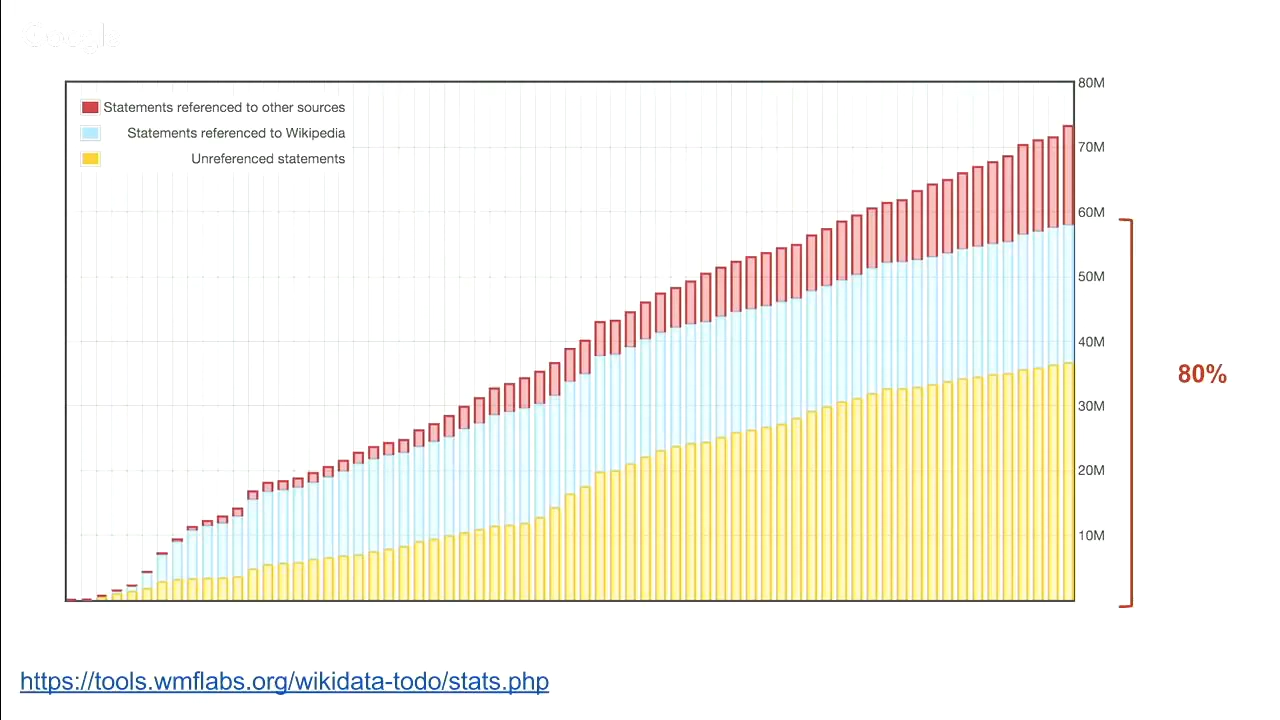 Google
80M
Statements referenced to other sources
Statements referenced to Wikipedia
Unreferenced statements
70M
60M
50M
40M
80%
30M
20M
10M
https://tools.wmflabs.org/wikidata-todo/stats.php